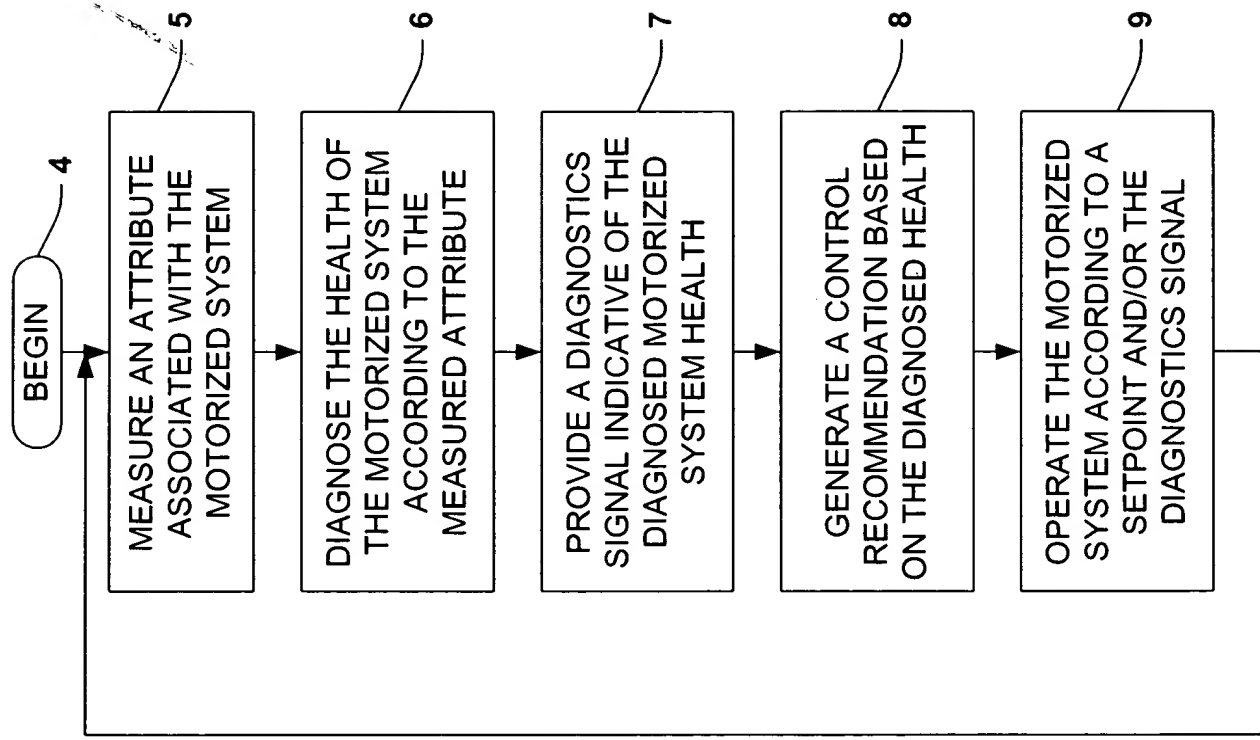 BEGIN
4
MEASURE AN ATTRIBUTE
ASSOCIATED WITH THE
MOTORIZED SYSTEM
5
DIAGNOSE THE HEALTH OF
THE MOTORIZED SYSTEM
ACCORDING TO THE
MEASURED ATTRIBUTE
6
PROVIDE A DIAGNOSTICS
SIGNAL INDICATIVE OF THE
DIAGNOSED MOTORIZED
SYSTEM HEALTH
7
GENERATE A CONTROL
RECOMMENDATION BASED
ON THE DIAGNOSED HEALTH
8
OPERATE THE MOTORIZED
SYSTEM ACCORDING TO A
SETPOINT AND/OR THE
DIAGNOSTICS SIGNAL
9